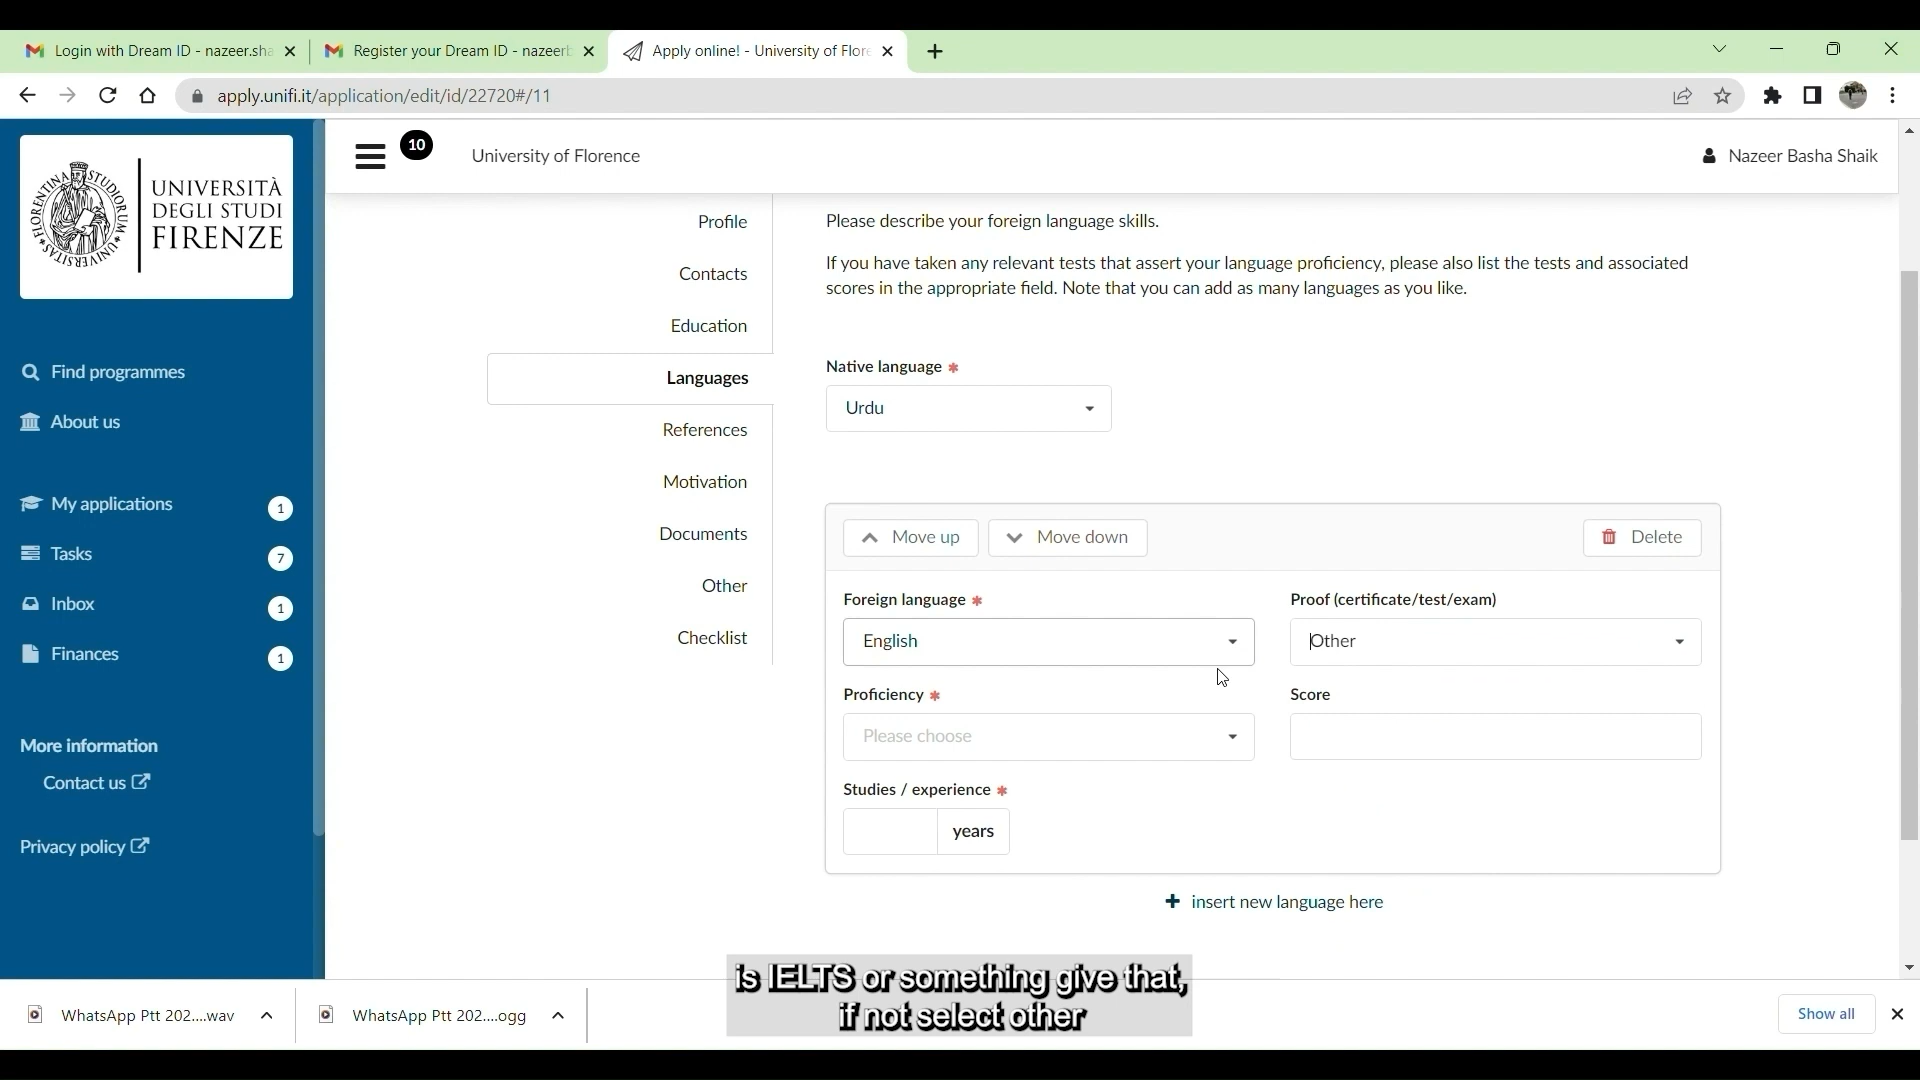 Login with Dream ID - nazeer.sha
Register your Dream ID - nazeerb
Apply online! - University of Flore
apply.unifi.it/application/edit/id/22720#/11
UNIVERSITÀ
DEGLI STUDI
FIRENZE
10
University of Florence
Nazeer Basha Shaik
Find programmes
About us
My applications
1
Tasks
7
Inbox
1
Finances
1
More information
Contact us
Privacy policy
Profile
Contacts
Education
Languages
References
Motivation
Documents
Other
Checklist
Please describe your foreign language skills.
If you have taken any relevant tests that assert your language proficiency, please also list the tests and associated
scores in the appropriate field. Note that you can add as many languages as you like.
Native language *
Urdu
Move up
Move down
Delete
Foreign language *
Proof (certificate/test/exam)
English
Other
Proficiency *
Score
Please choose
Studies / experience *
years
+ insert new language here
is IELTS or something give that,
if not select other
WhatsApp Ptt 202....wav
WhatsApp Ptt 202....ogg
Show all